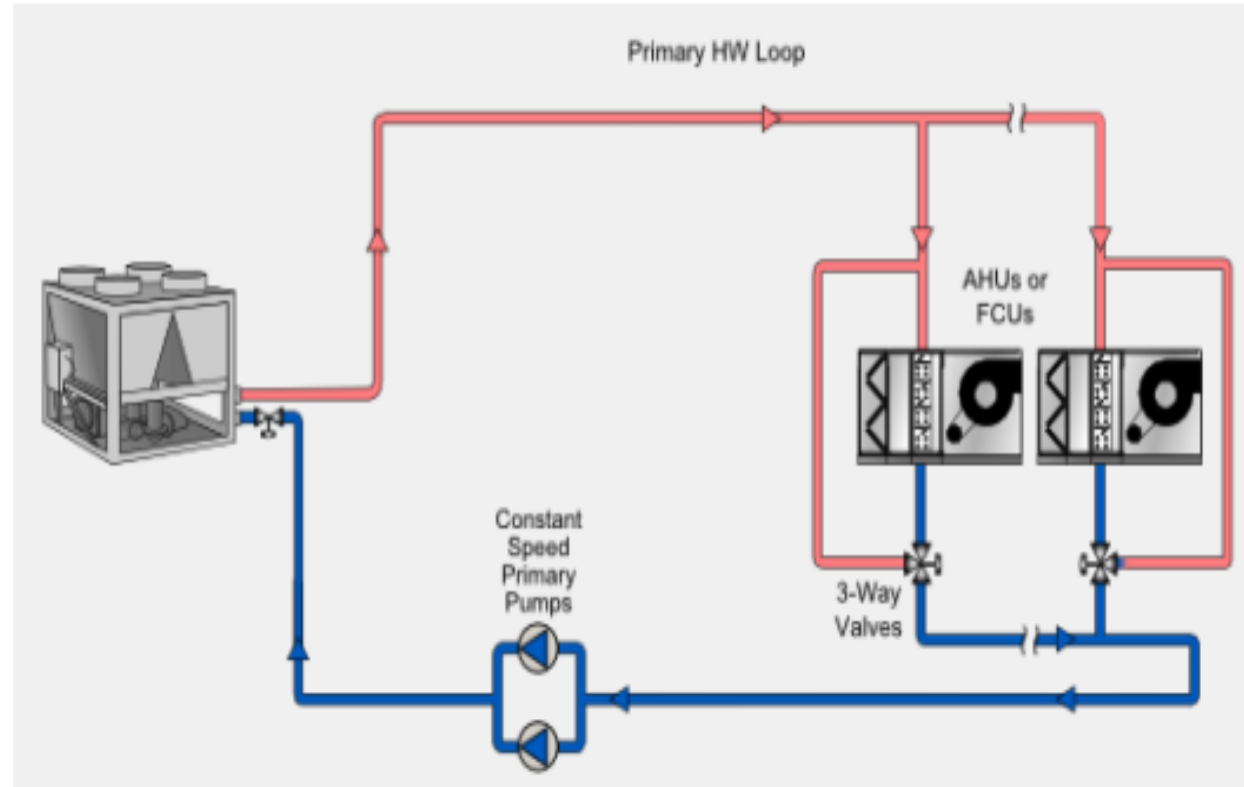 Primary HW Loop
AHUs or
FCUs
Constant
Speed
Primary
Pumps
3-Way
Valves